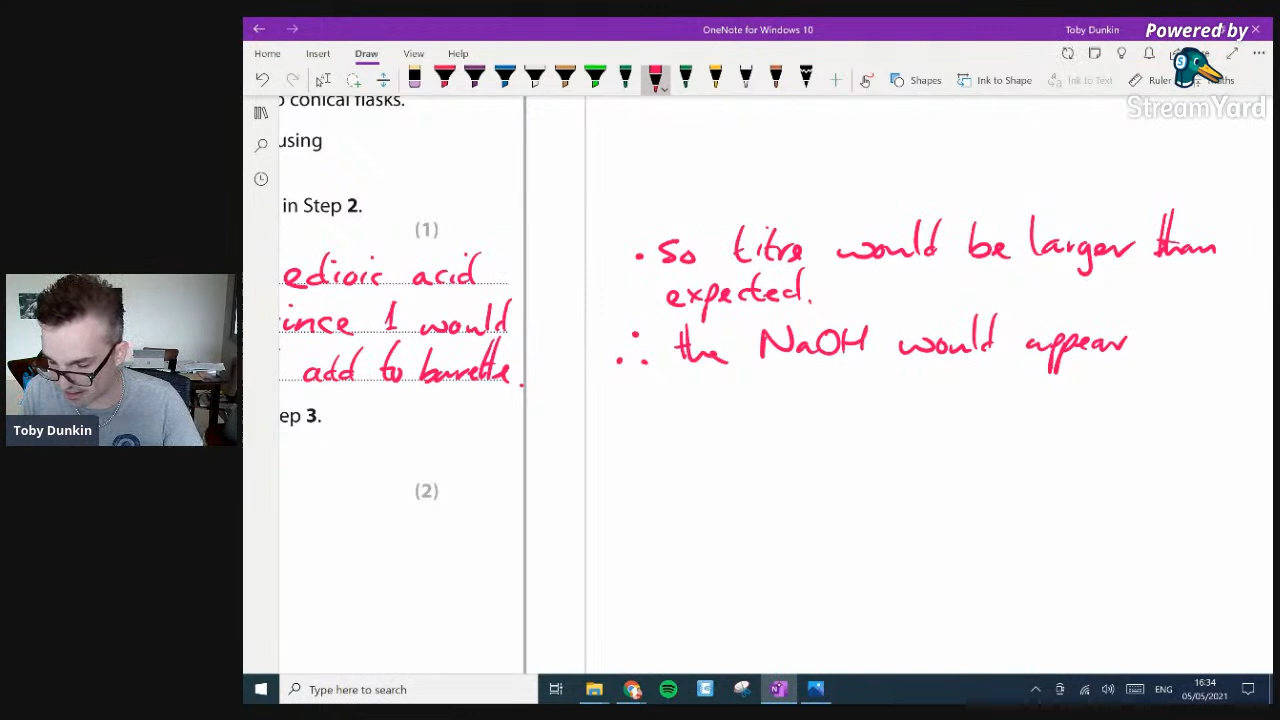 OneNote for Windows 10
Toby Dunkin
Powered by
StreamYard
Home Insert Draw View Help
Shapes
Ink to Shape
Ink to Text
Ruler
conical flasks.
using
in Step 2.
(1)
edioic acid
ince 1 would
add to burette.
ep 3.
(2)
• so titre would be larger than
expected.
∴ the NaOH would appear
Toby Dunkin
Type here to search
ENG
16:34
05/05/2021